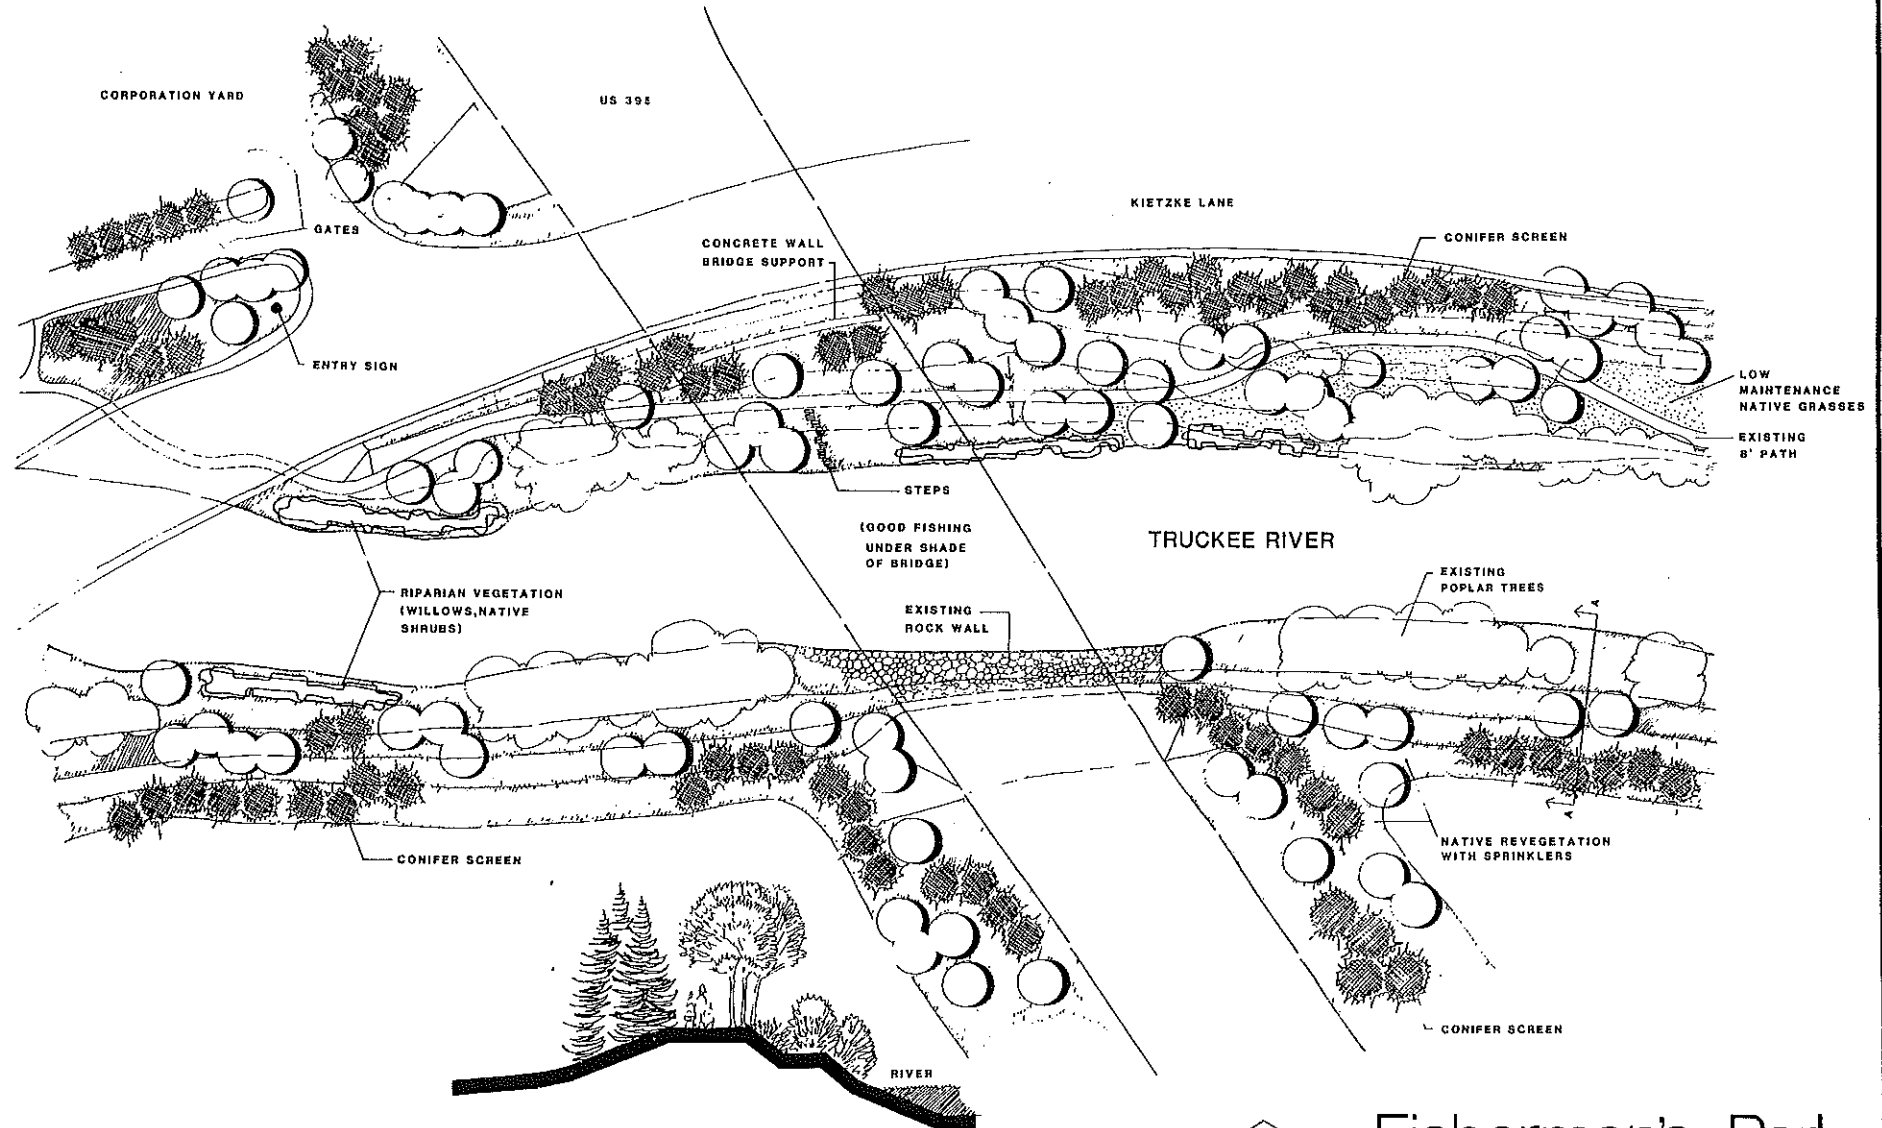 CORPORATION YARD
US 395
KIETZKE LANE
GATES
CONCRETE WALL
BRIDGE SUPPORT
CONIFER SCREEN
ENTRY SIGN
LOW
MAINTENANCE
NATIVE GRASSES
EXISTING
8' PATH
STEPS
(GOOD FISHING
UNDER SHADE
OF BRIDGE)
TRUCKEE RIVER
RIPARIAN VEGETATION
(WILLOWS,NATIVE
SHRUBS)
EXISTING
ROCK WALL
EXISTING
POPLAR TREES
A
A
NATIVE REVEGETATION
WITH SPRINKLERS
CONIFER SCREEN
CONIFER SCREEN
RIVER
Fisherman's